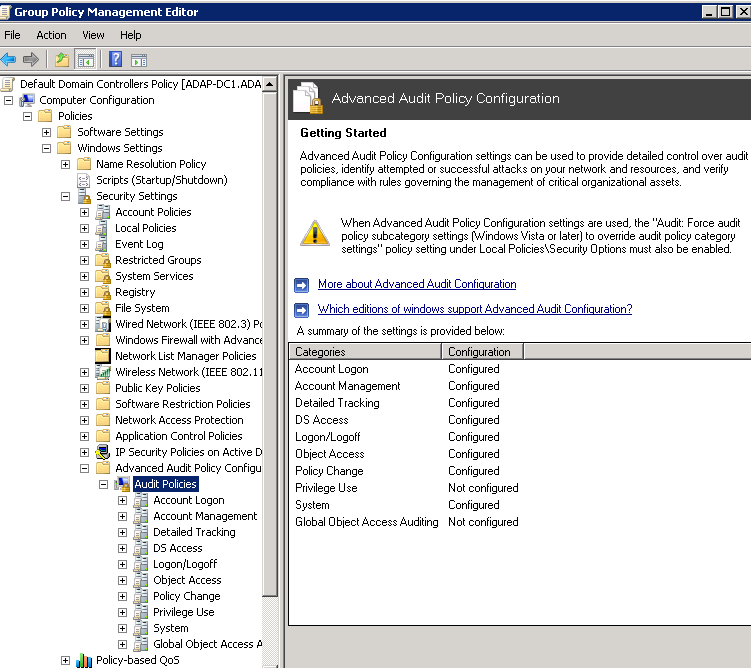 Group Policy Management Editor
File Action View Help
Default Domain Controllers Policy [ADAP-DC1.ADA
Computer Configuration
Policies
Software Settings
Windows Settings
Name Resolution Policy
Scripts (Startup/Shutdown)
Security Settings
Account Policies
Local Policies
Event Log
Restricted Groups
System Services
Registry
File System
Wired Network (IEEE 802.3) Po
Windows Firewall with Advance
Network List Manager Policies
Wireless Network (IEEE 802.11
Public Key Policies
Software Restriction Policies
Network Access Protection
Application Control Policies
IP Security Policies on Active D
Advanced Audit Policy Configu
Audit Policies
Account Logon
Account Management
Detailed Tracking
DS Access
Logon/Logoff
Object Access
Policy Change
Privilege Use
System
Global Object Access A
Policy-based QoS
Advanced Audit Policy Configuration
Getting Started
Advanced Audit Policy Configuration settings can be used to provide detailed control over audit
policies, identify attempted or successful attacks on your network and resources, and verify
compliance with rules governing the management of critical organizational assets.
When Advanced Audit Policy Configuration settings are used, the "Audit: Force audit
policy subcategory settings (Windows Vista or later) to override audit policy category
settings" policy setting under Local Policies\Security Options must also be enabled.
More about Advanced Audit Configuration
Which editions of windows support Advanced Audit Configuration?
A summary of the settings is provided below:
Categories Configuration
Account Logon Configured
Account Management Configured
Detailed Tracking Configured
DS Access Configured
Logon/Logoff Configured
Object Access Configured
Policy Change Configured
Privilege Use Not configured
System Configured
Global Object Access Auditing Not configured